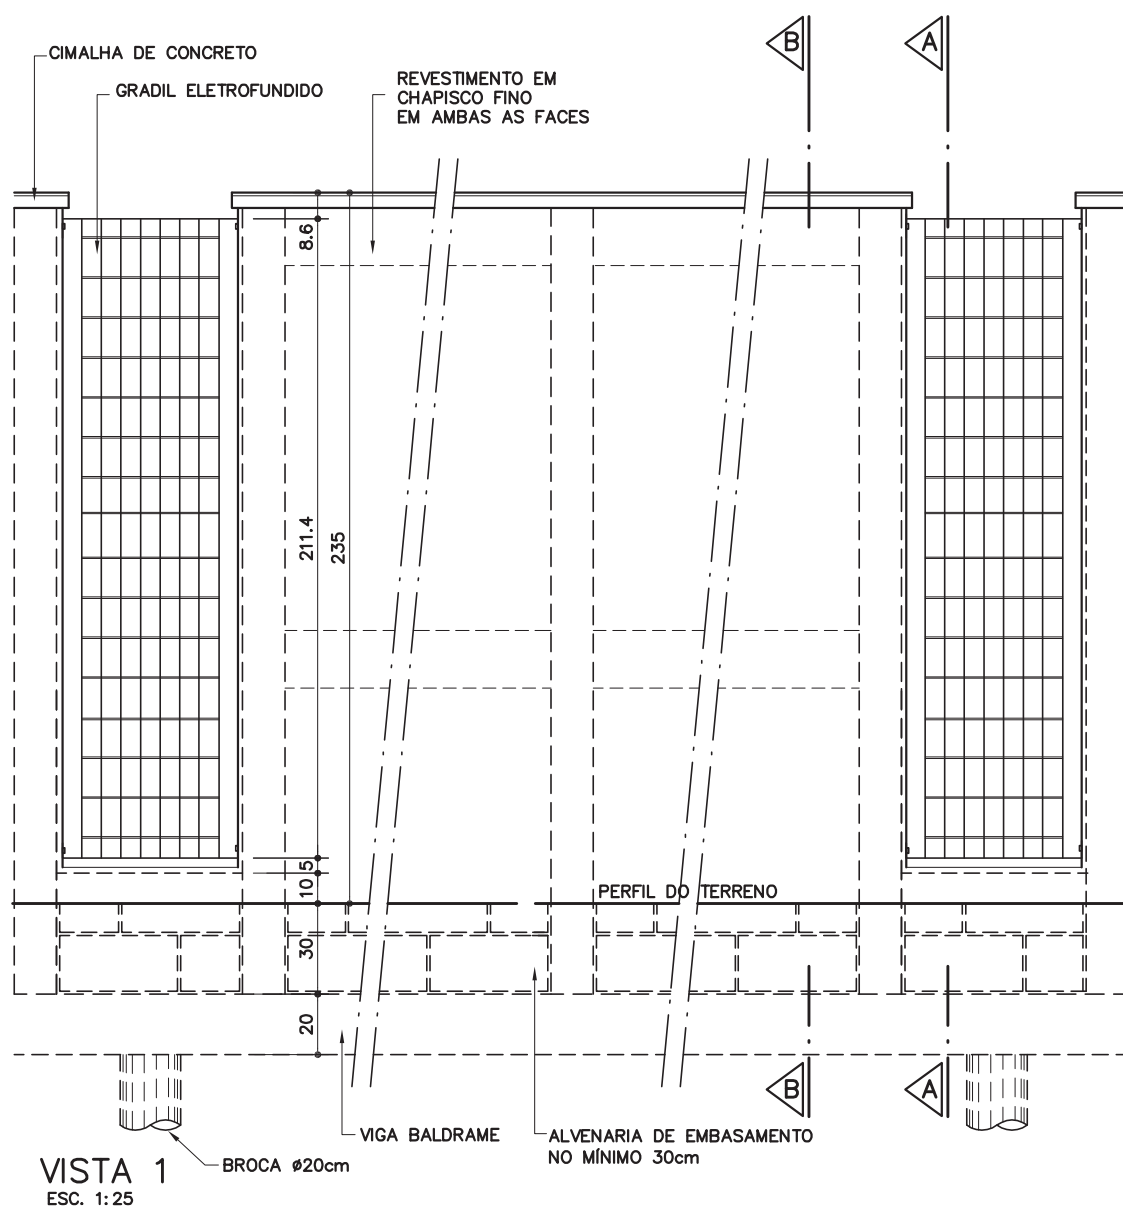 B
A
CIMALHA DE CONCRETO
GRADIL ELETROFUNDIDO
REVESTIMENTO EM
CHAPISCO FINO
EM AMBAS AS FACES
8.6
211.4
235
5
10
PERFIL DO TERRENO
30
20
B
A
VIGA BALDRAME
ALVENARIA DE EMBASAMENTO
NO MÍNIMO 30cm
BROCA ø20cm
VISTA 1
ESC. 1:25